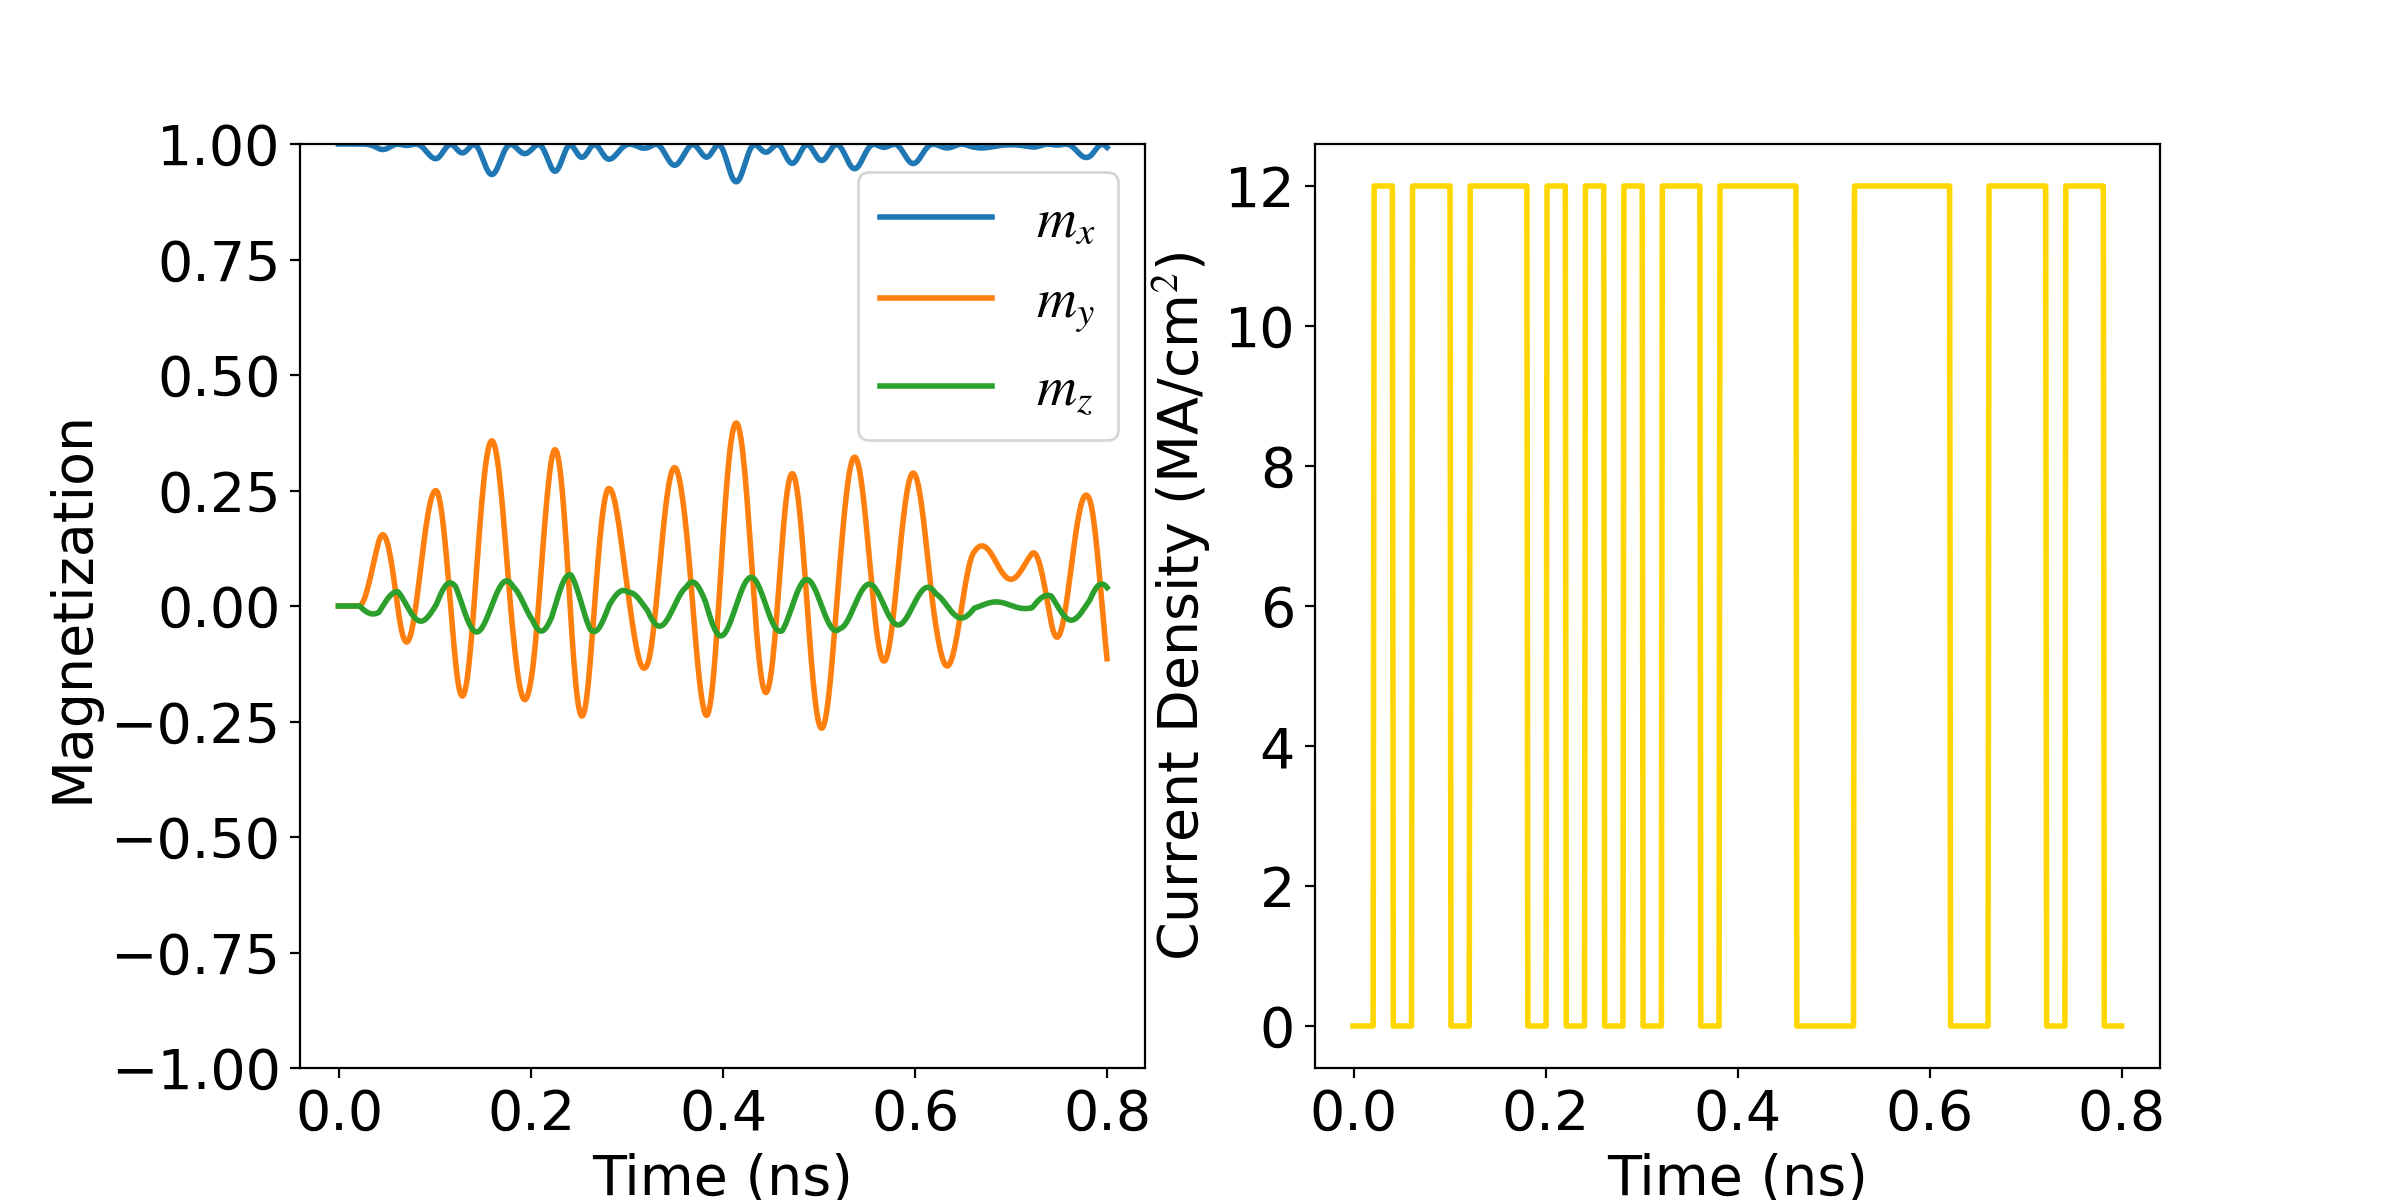 Magnetization
1.00
0.75
0.50
0.25
0.00
−0.25
−0.50
−0.75
−1.00
0.0 0.2 0.4 0.6 0.8
Time (ns)
m_x
m_y
m_z
Current Density (MA/cm²)
12
10
8
6
4
2
0
0.0 0.2 0.4 0.6 0.8
Time (ns)